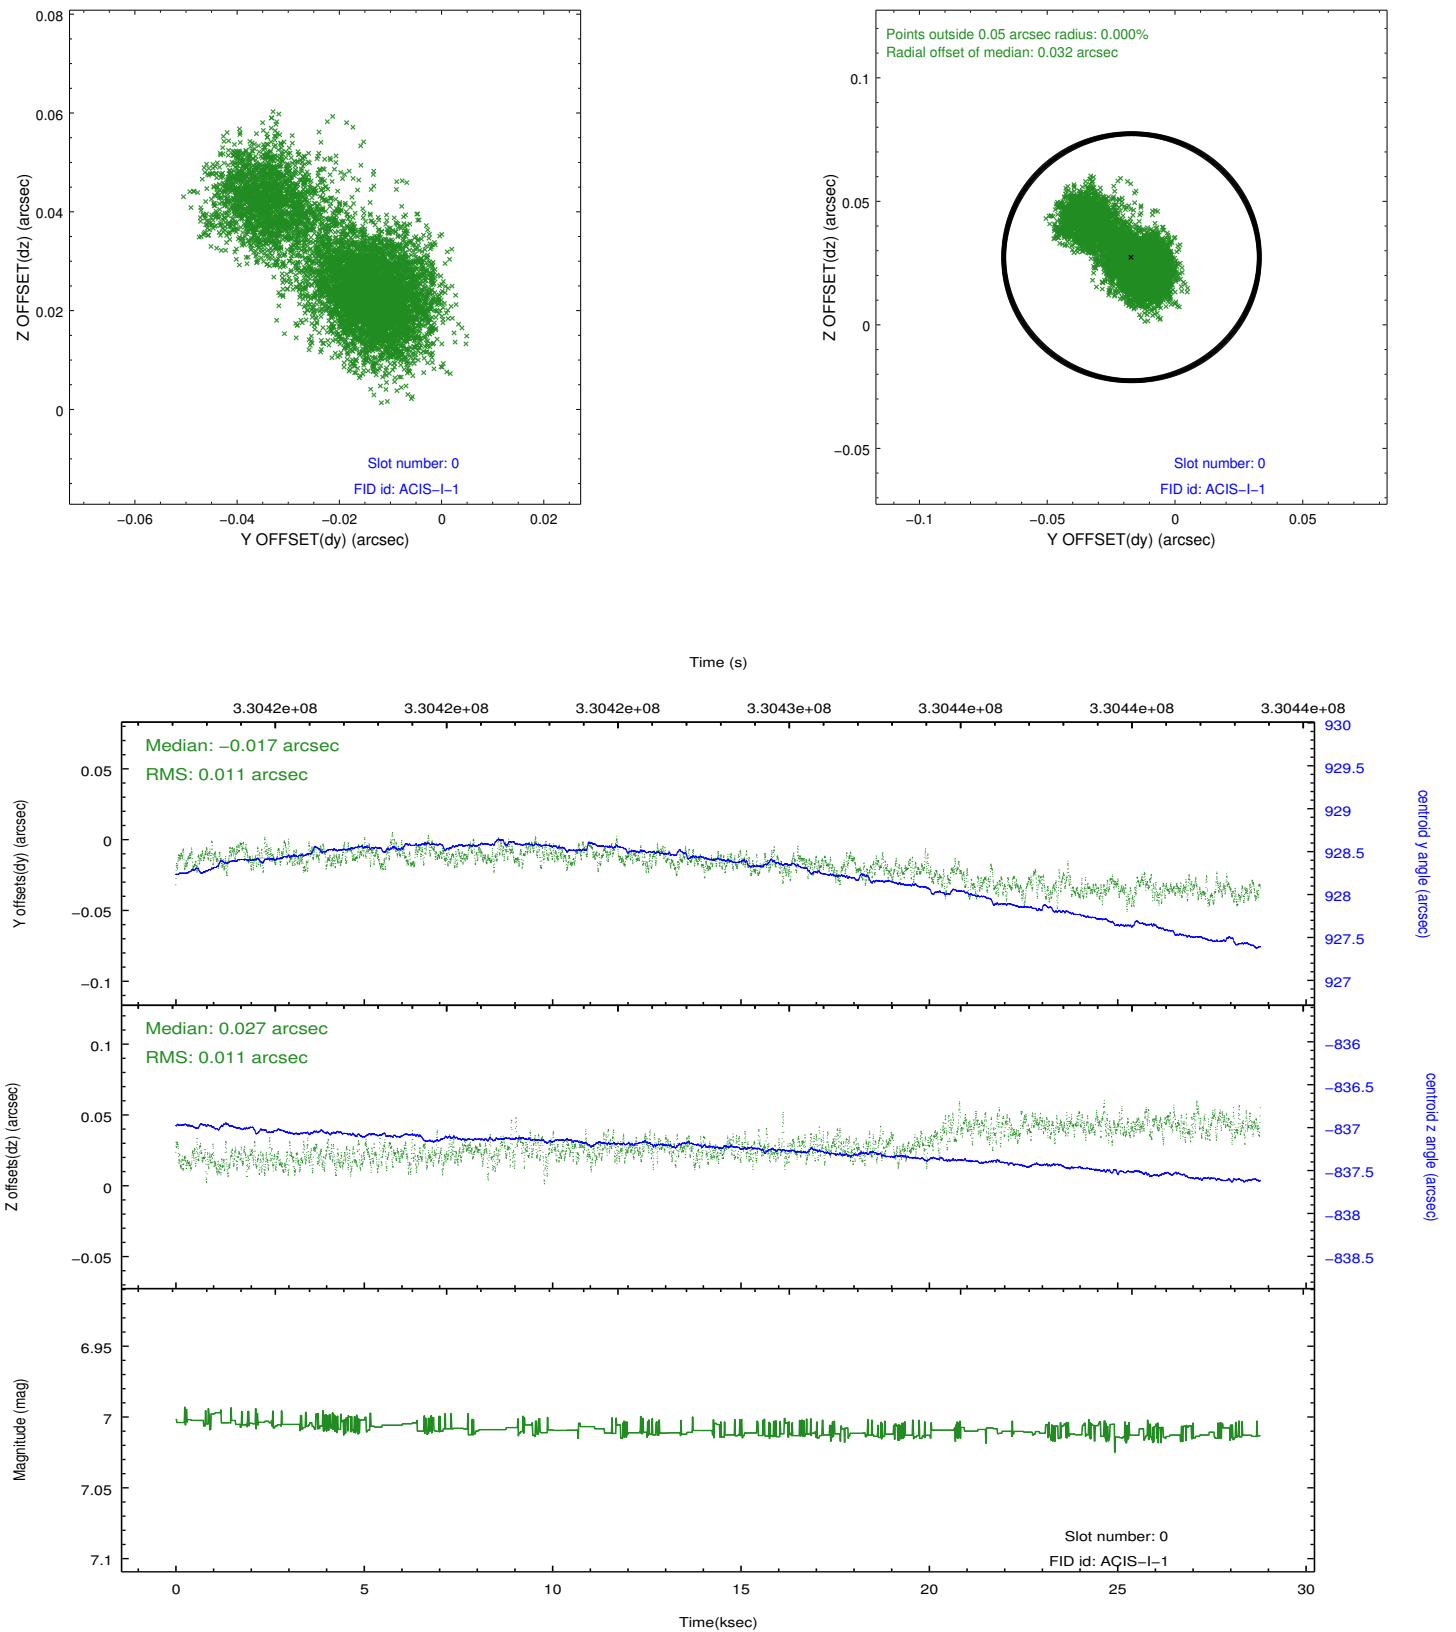 0.08
0.06
0.04
0.02
0
Z OFFSET(dz) (arcsec)
Slot number: 0
FID id: ACIS−I−1
−0.06
−0.04
−0.02
0
0.02
Y OFFSET(dy) (arcsec)
Points outside 0.05 arcsec radius: 0.000%
Radial offset of median: 0.032 arcsec
0.1
0.05
0
−0.05
Z OFFSET(dz) (arcsec)
Slot number: 0
FID id: ACIS−I−1
−0.1
−0.05
0
0.05
Y OFFSET(dy) (arcsec)
Time (s)
3.3042e+08
3.3042e+08
3.3042e+08
3.3043e+08
3.3044e+08
3.3044e+08
3.3044e+08
Median: −0.017 arcsec
RMS: 0.011 arcsec
0.05
0
−0.05
−0.1
Y offsets(dy) (arcsec)
930
929.5
929
928.5
928
927.5
927
centroid y angle (arcsec)
Median: 0.027 arcsec
RMS: 0.011 arcsec
0.1
0.05
0
−0.05
Z offsets(dz) (arcsec)
−836
−836.5
−837
−837.5
−838
−838.5
centroid z angle (arcsec)
6.95
7
7.05
7.1
Magnitude (mag)
Slot number: 0
FID id: ACIS−I−1
0
5
10
15
20
25
30
Time(ksec)